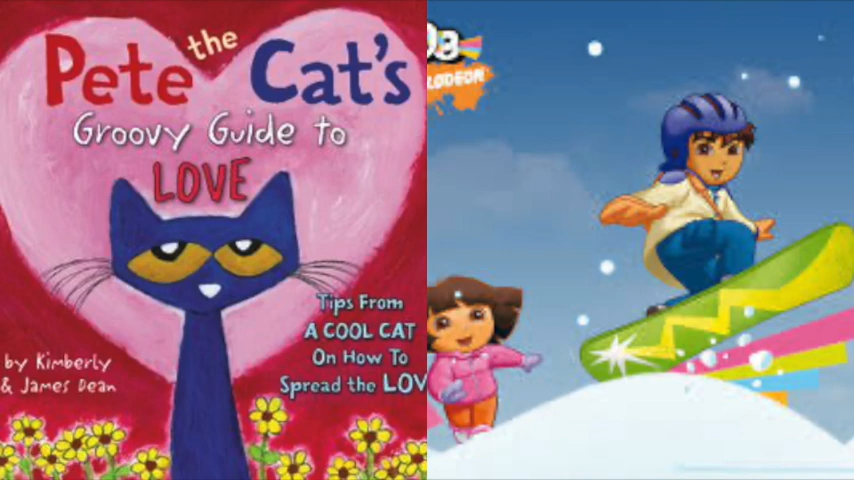 Pete the Cat's
Groovy Guide to
LOVE
Tips From
A COOL CAT
On How To
Spread the LOV
by Kimberly
& James Dean